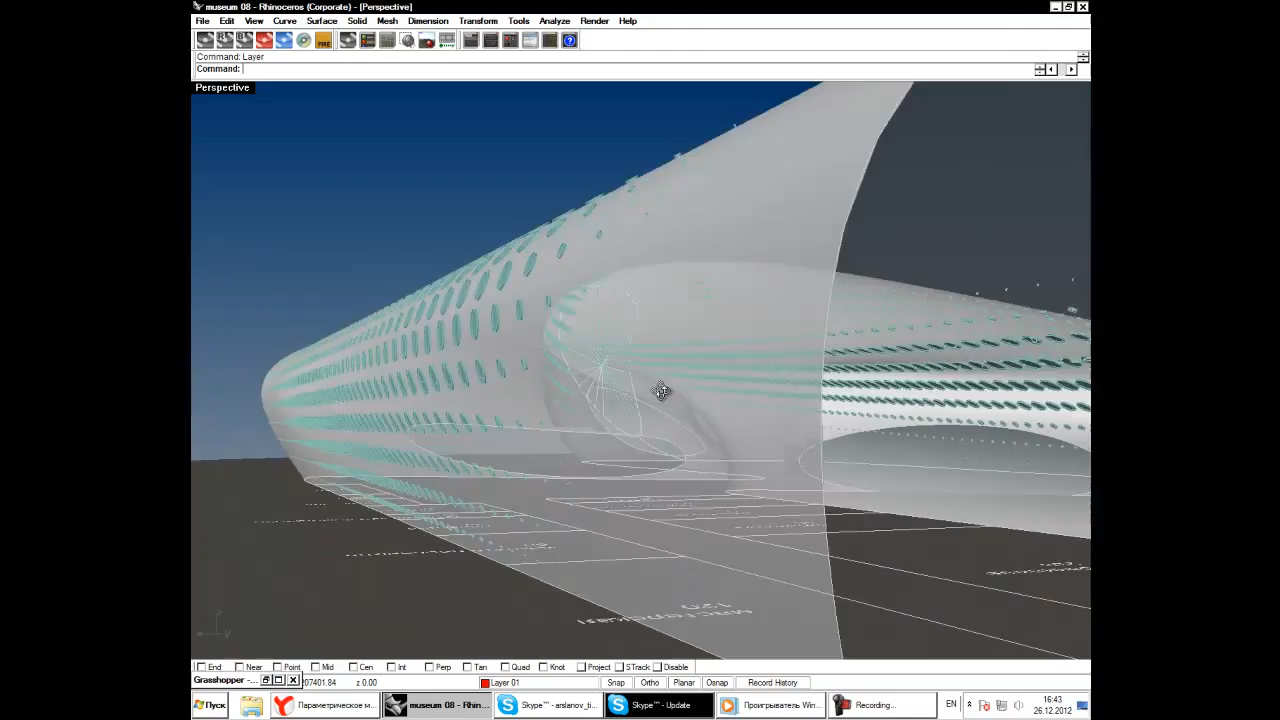 museum 08 - Rhinoceros (Corporate) - [Perspective]
File Edit View Curve Surface Solid Mesh Dimension Transform Tools Analyze Render Help
Command: Layer
Command:
Perspective
120
End Near Point Mid Cen Int Perp Tan Quad Knot Project STrack Disable
Grasshopper -... 07401.84 z 0.00 Layer 01 Snap Ortho Planar Osnap Record History
Пуск Параметрическое м... museum 08 - Rhin... Skype™ - arslanov_ti... Skype™ - Update Проигрыватель Win... Recording... EN 16:43
26.12.2012